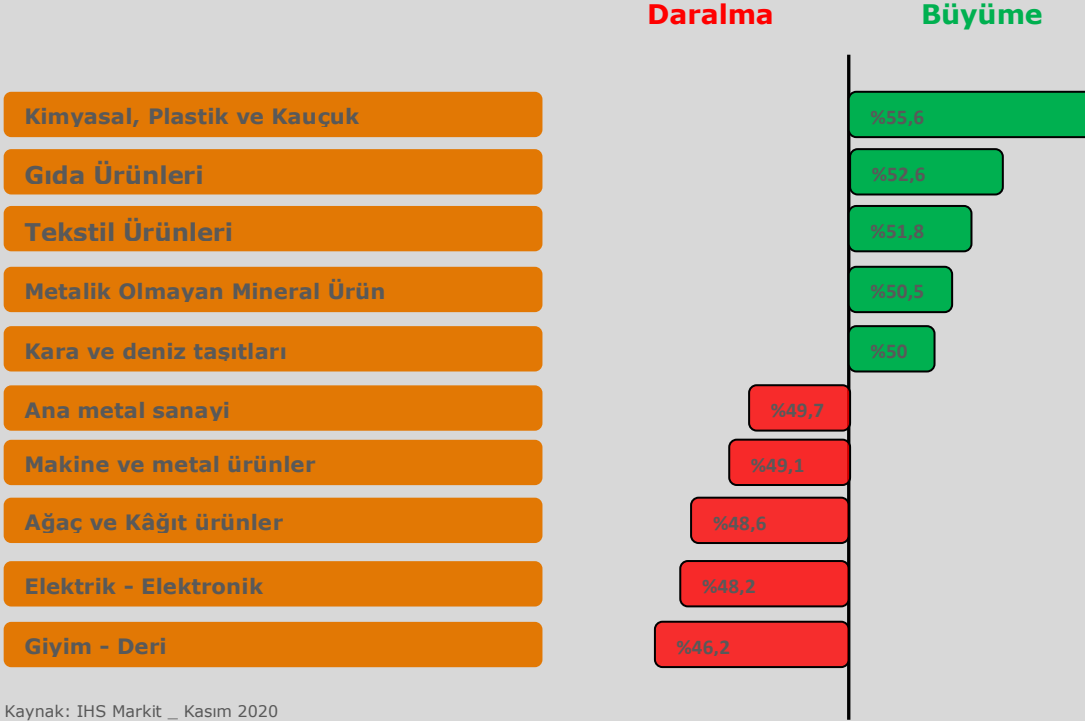 Daralma Büyüme
Kimyasal, Plastik ve Kauçuk %55,6
Gıda Ürünleri %52,6
Tekstil Ürünleri %51,8
Metalik Olmayan Mineral Ürün %50,5
Kara ve deniz taşıtları %50
Ana metal sanayi %49,7
Makine ve metal ürünler %49,1
Ağaç ve Kâğıt ürünler %48,6
Elektrik - Elektronik %48,2
Giyim - Deri %46,2
Kaynak: IHS Markit _ Kasım 2020